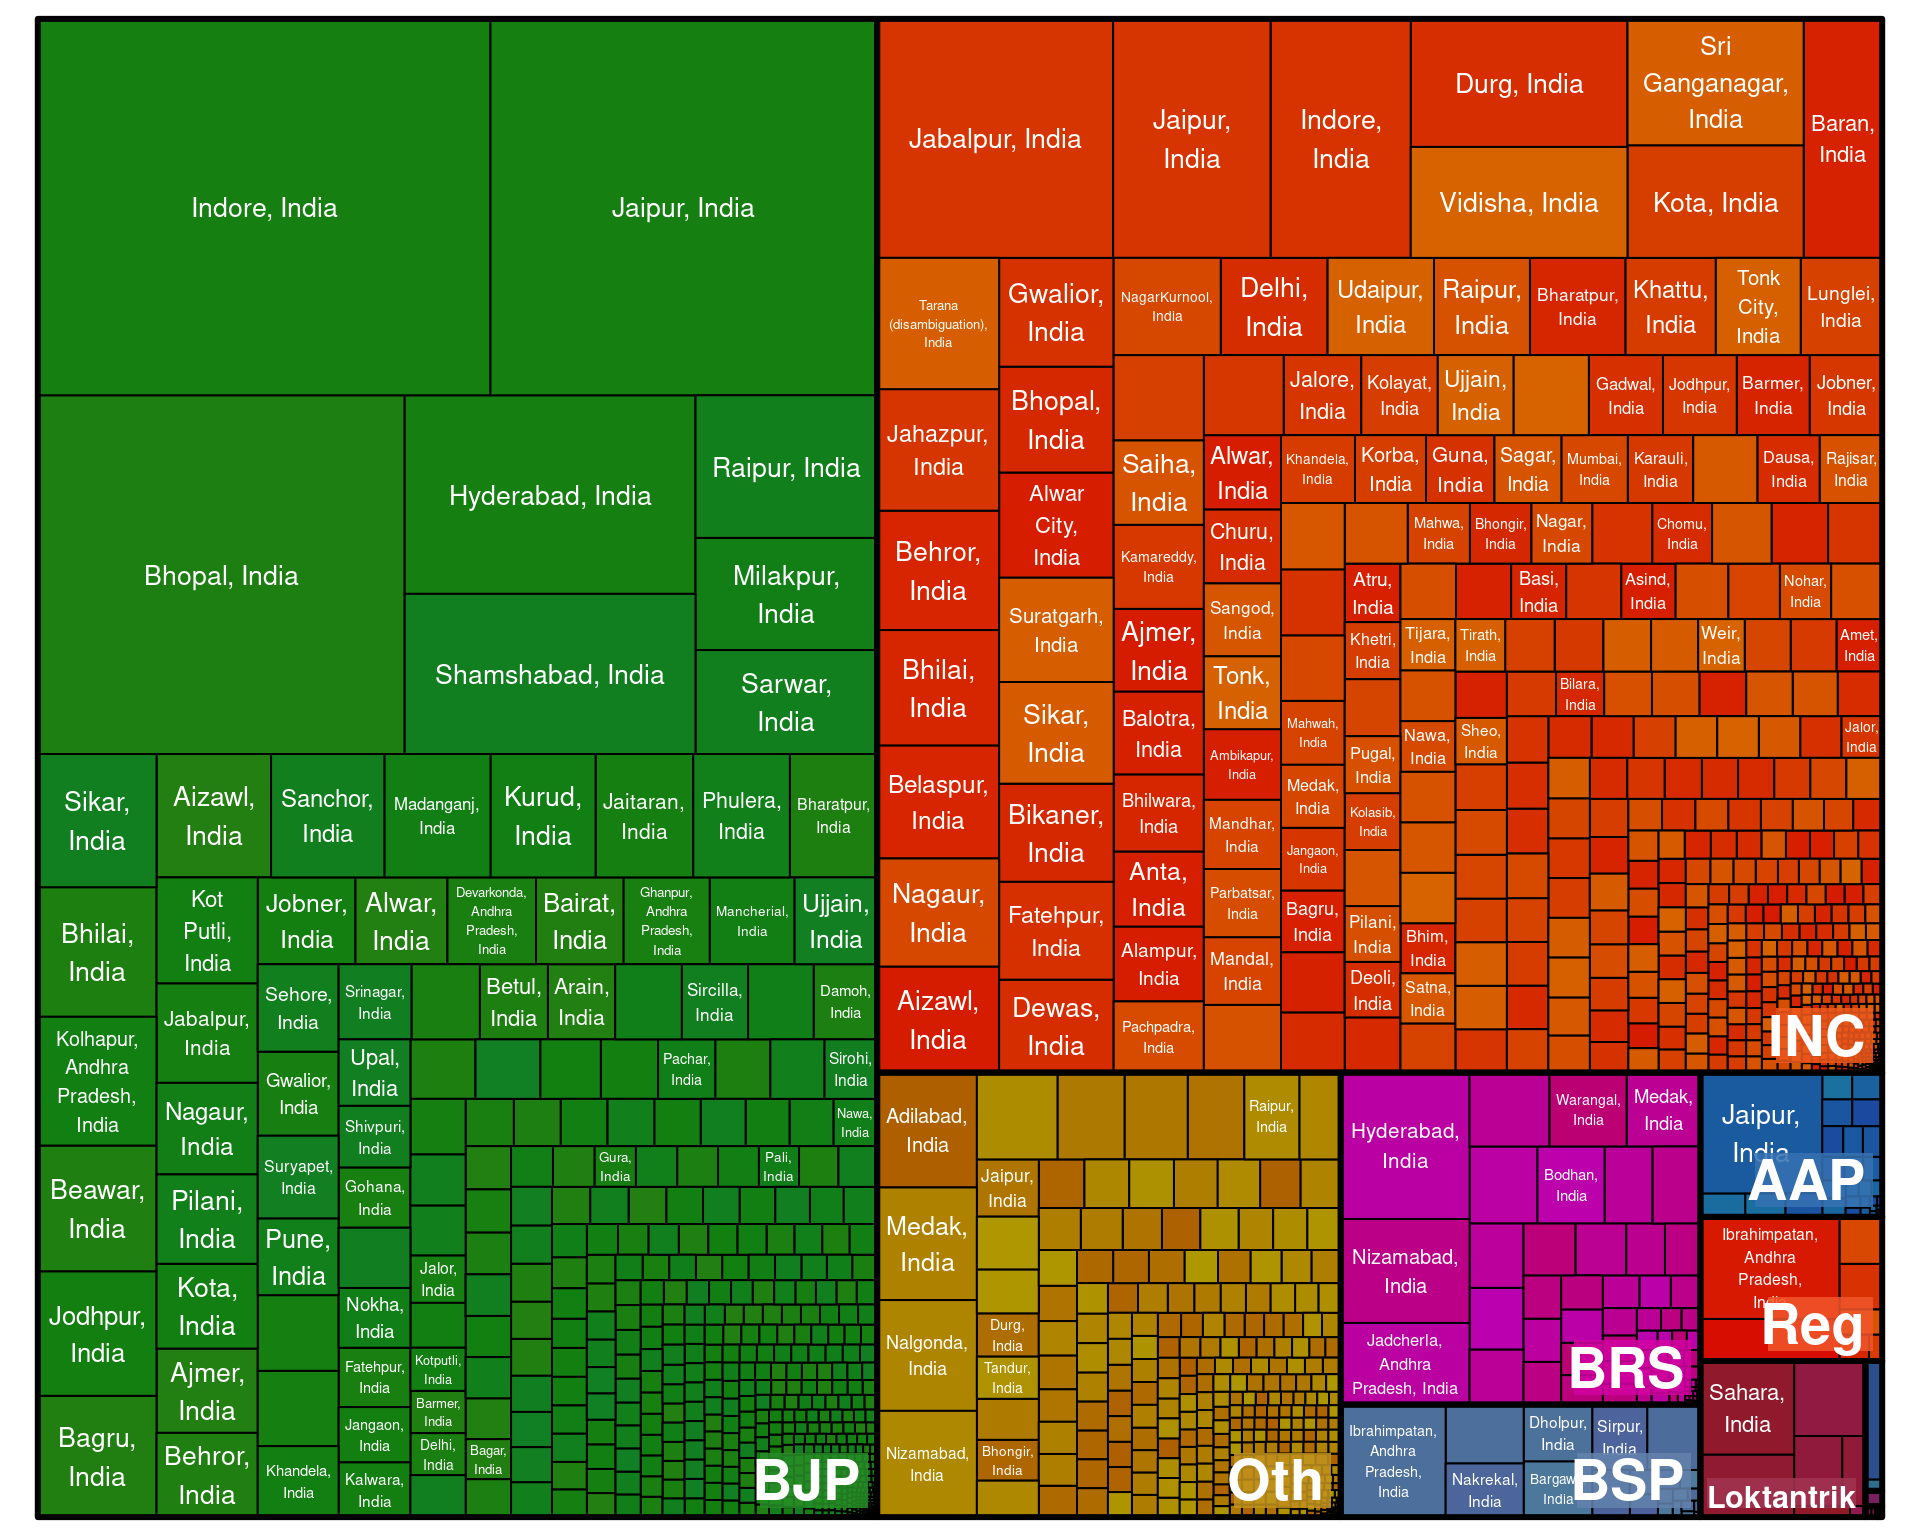 Indore, India
Jaipur, India
Bhopal, India
Hyderabad, India
Shamshabad, India
Raipur, India
Milakpur,
India
Sarwar,
India
Sikar,
India
Aizawl,
India
Sanchor,
India
Madanganj,
India
Kurud,
India
Jaitaran,
India
Phulera,
India
Bharatpur,
India
Bhilai,
India
Kolhapur,
Andhra
Pradesh,
India
Beawar,
India
Jodhpur,
India
Bagru,
India
Kot
Putli,
India
Jabalpur,
India
Nagaur,
India
Pilani,
India
Kota,
India
Ajmer,
India
Behror,
India
Jobner,
India
Alwar,
India
Devarkonda,
Andhra
Pradesh,
India
Bairat,
India
Ghanpur,
Andhra
Pradesh,
India
Mancherial,
India
Ujjain,
India
Sehore,
India
Gwalior,
India
Suryapet,
India
Pune,
India
Khandela,
India
Srinagar,
India
Betul,
India
Arain,
India
Sircilla,
India
Damoh,
India
Upal,
India
Shivpuri,
India
Gohana,
India
Nokha,
India
Fatehpur,
India
Jangaon,
India
Kalwara,
India
Pachar,
India
Sirohi,
India
Jalor,
India
Kotputli,
India
Barmer,
India
Delhi,
India
Nawa,
India
Gura,
India
Pali,
India
Bagar,
India
BJP
Jabalpur, India
Jaipur,
India
Indore,
India
Durg, India
Vidisha, India
Sri
Ganganagar,
India
Kota, India
Baran,
India
Tarana
(disambiguation),
India
Jahazpur,
India
Behror,
India
Bhilai,
India
Belaspur,
India
Nagaur,
India
Aizawl,
India
Gwalior,
India
Bhopal,
India
Alwar
City,
India
Suratgarh,
India
Sikar,
India
Bikaner,
India
Fatehpur,
India
Dewas,
India
NagarKurnool,
India
Delhi,
India
Udaipur,
India
Raipur,
India
Bharatpur,
India
Khattu,
India
Tonk
City,
India
Lunglei,
India
Saiha,
India
Kamareddy,
India
Ajmer,
India
Balotra,
India
Bhilwara,
India
Anta,
India
Alampur,
India
Pachpadra,
India
Jalore,
India
Kolayat,
India
Ujjain,
India
Gadwal,
India
Jodhpur,
India
Barmer,
India
Jobner,
India
Alwar,
India
Churu,
India
Sangod,
India
Tonk,
India
Ambikapur,
India
Mandhar,
India
Parbatsar,
India
Mandal,
India
Khandela,
India
Korba,
India
Guna,
India
Sagar,
India
Mumbai,
India
Karauli,
India
Dausa,
India
Rajisar,
India
Mahwa,
India
Bhongir,
India
Nagar,
India
Chomu,
India
Mahwah,
India
Medak,
India
Jangaon,
India
Bagru,
India
Atru,
India
Khetri,
India
Pugal,
India
Kolasib,
India
Pilani,
India
Deoli,
India
Basi,
India
Asind,
India
Nohar,
India
Tijara,
India
Nawa,
India
Bhim,
India
Satna,
India
Tirath,
India
Weir,
India
Amet,
India
Bilara,
India
Sheo,
India
Jalor,
India
INC
Adilabad,
India
Medak,
India
Nalgonda,
India
Nizamabad,
India
Raipur,
India
Jaipur,
India
Durg,
India
Tandur,
India
Bhongir,
India
Oth
Hyderabad,
India
Nizamabad,
India
Jadcherla,
Andhra
Pradesh, India
Warangal,
India
Medak,
India
Bodhan,
India
BRS
Ibrahimpatan,
Andhra
Pradesh,
India
Nakrekal,
India
Dholpur,
India
Sirpur,
India
India
BSP
Jaipur,
India
AAP
Ibrahimpatan,
Andhra
Pradesh,
India
Reg
Sahara,
India
Loktantrik